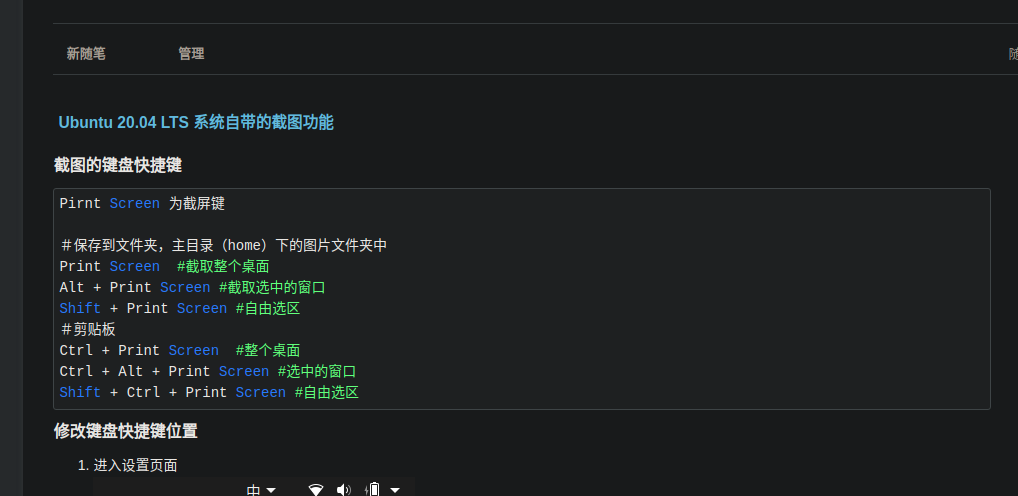 新随笔 管理
Ubuntu 20.04 LTS 系统自带的截图功能
截图的键盘快捷键
Pirnt Screen 为截屏键
＃保存到文件夹，主目录（home）下的图片文件夹中
Print Screen  #截取整个桌面
Alt + Print Screen #截取选中的窗口
Shift + Print Screen #自由选区
＃剪贴板
Ctrl + Print Screen  #整个桌面
Ctrl + Alt + Print Screen #选中的窗口
Shift + Ctrl + Print Screen #自由选区
修改键盘快捷键位置
1. 进入设置页面
中